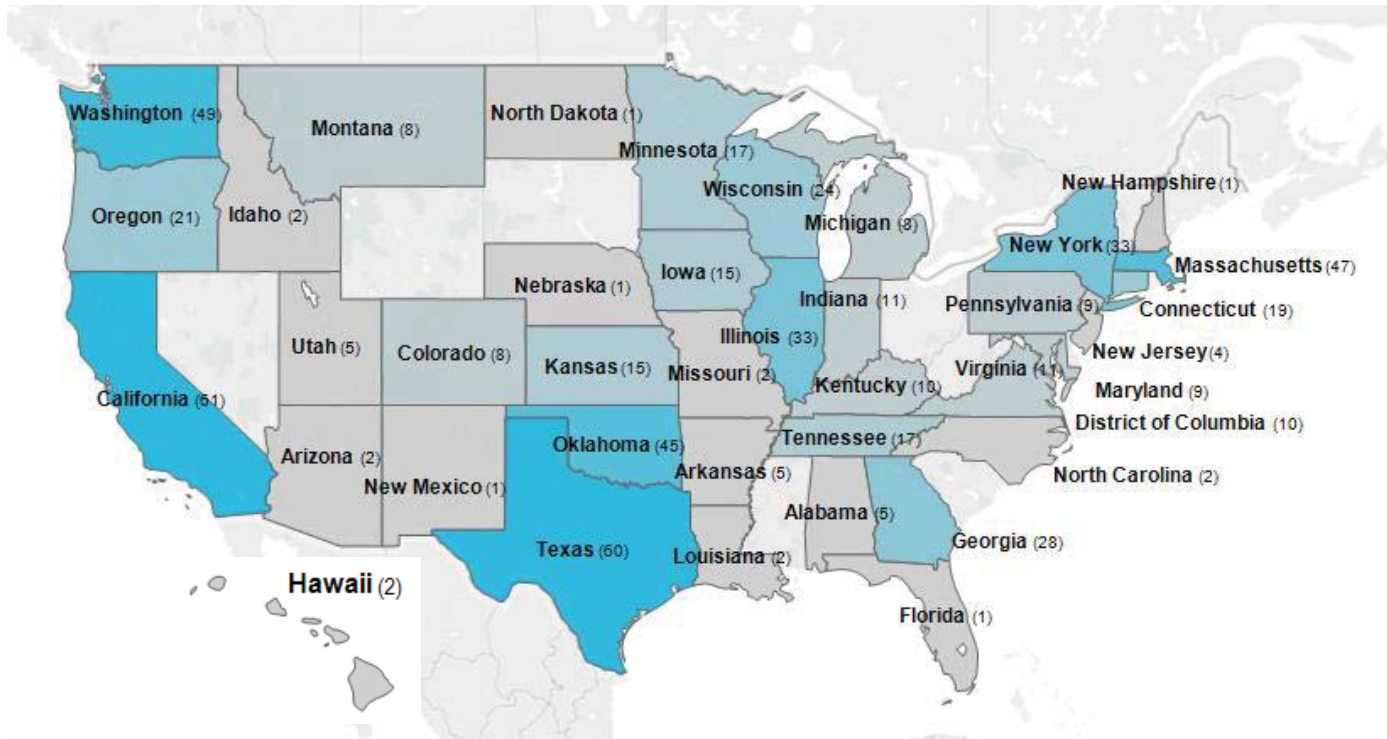 Washington (49)
Montana (8)
North Dakota (1)
Minnesota (17)
Wisconsin (24)
Michigan (8)
New Hampshire (1)
Oregon (21)
Idaho (2)
New York (33)
Massachusetts (47)
Iowa (15)
Nebraska (1)
Indiana (11)
Pennsylvania (9)
Connecticut (19)
Utah (5)
Colorado (8)
Kansas (15)
Illinois (33)
Missouri (2)
Kentucky (10)
Virginia (11)
New Jersey (4)
Maryland (9)
California (61)
District of Columbia (10)
Oklahoma (45)
Tennessee (17)
Arizona (2)
New Mexico (1)
Arkansas (5)
North Carolina (2)
Alabama (5)
Georgia (28)
Texas (60)
Louisiana (2)
Hawaii (2)
Florida (1)